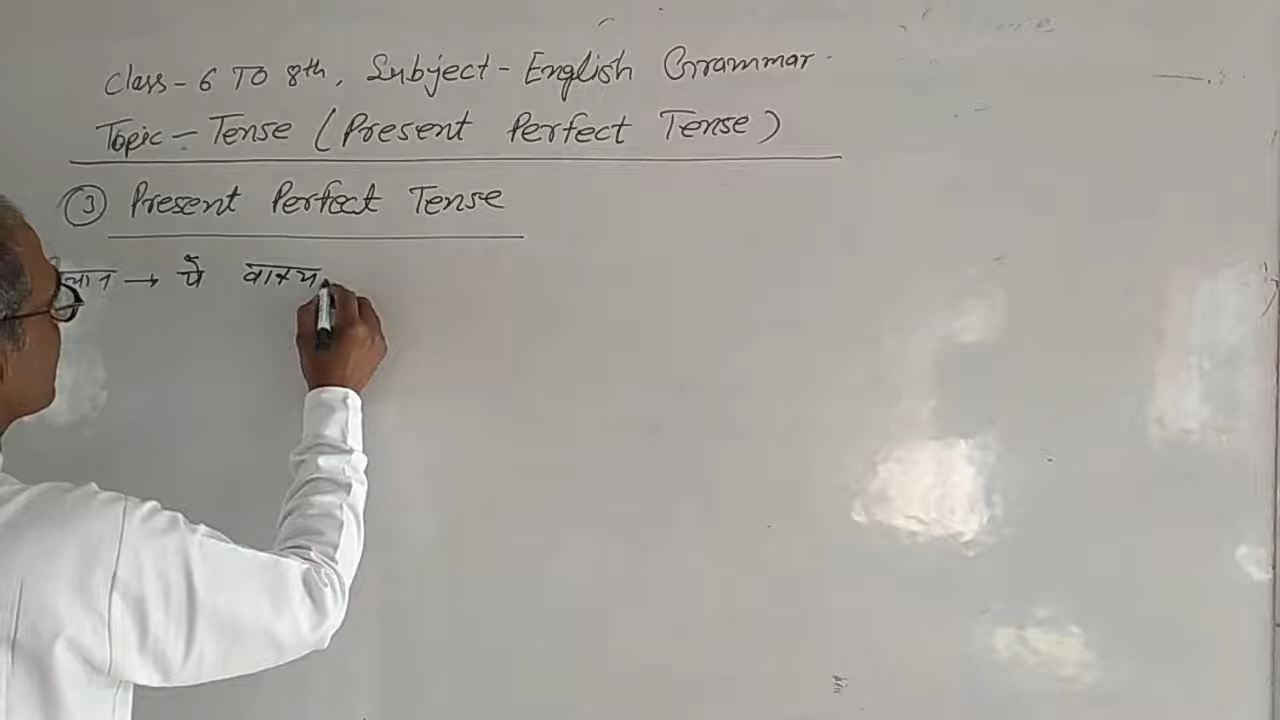 Class - 6 TO 8th, Subject - English Grammar.
Topic - Tense (Present Perfect Tense)
③ Present Perfect Tense
→ ये वाक्य